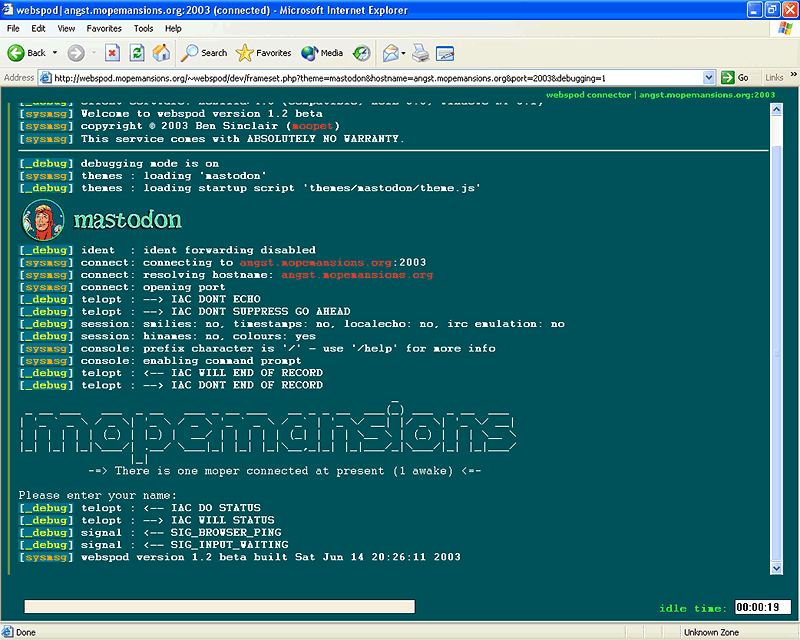 webspod|angst.mopemansions.org:2003 (connected) - Microsoft Internet Explorer
File Edit View Favorites Tools Help
Back Search Favorites Media
Address http://webspod.mopemansions.org/~webspod/dev/frameset.php?theme=mastodon&hostname=angst.mopemansions.org&port=2003&debugging=1 Go Links »
webspod connector | angst.mopemansions.org:2003
[sysmsg] Welcome to webspod version 1.2 beta
[sysmsg] copyright © 2003 Ben Sinclair (moopet)
[sysmsg] This service comes with ABSOLUTELY NO WARRANTY.
[_debug] debugging mode is on
[sysmsg] themes : loading 'mastodon'
[_debug] themes : loading startup script 'themes/mastodon/theme.js'
mastodon
[_debug] ident : ident forwarding disabled
[sysmsg] connect: connecting to angst.mopemansions.org:2003
[sysmsg] connect: resolving hostname: angst.mopemansions.org
[sysmsg] connect: opening port
[_debug] telopt : --> IAC DONT ECHO
[_debug] telopt : --> IAC DONT SUPPRESS GO AHEAD
[_debug] session: smilies: no, timestamps: no, localecho: no, irc emulation: no
[_debug] session: hinames: no, colours: yes
[sysmsg] console: prefix character is '/' - use '/help' for more info
[sysmsg] console: enabling command prompt
[_debug] telopt : <-- IAC WILL END OF RECORD
[_debug] telopt : --> IAC DONT END OF RECORD
mopemansions
-=> There is one moper connected at present (1 awake) <=-
Please enter your name:
[_debug] telopt : <-- IAC DO STATUS
[_debug] telopt : --> IAC WILL STATUS
[_debug] signal : <-- SIG_BROWSER_PING
[_debug] signal : <-- SIG_INPUT_WAITING
[sysmsg] webspod version 1.2 beta built Sat Jun 14 20:26:11 2003
idle time: 00:00:19
Done Unknown Zone